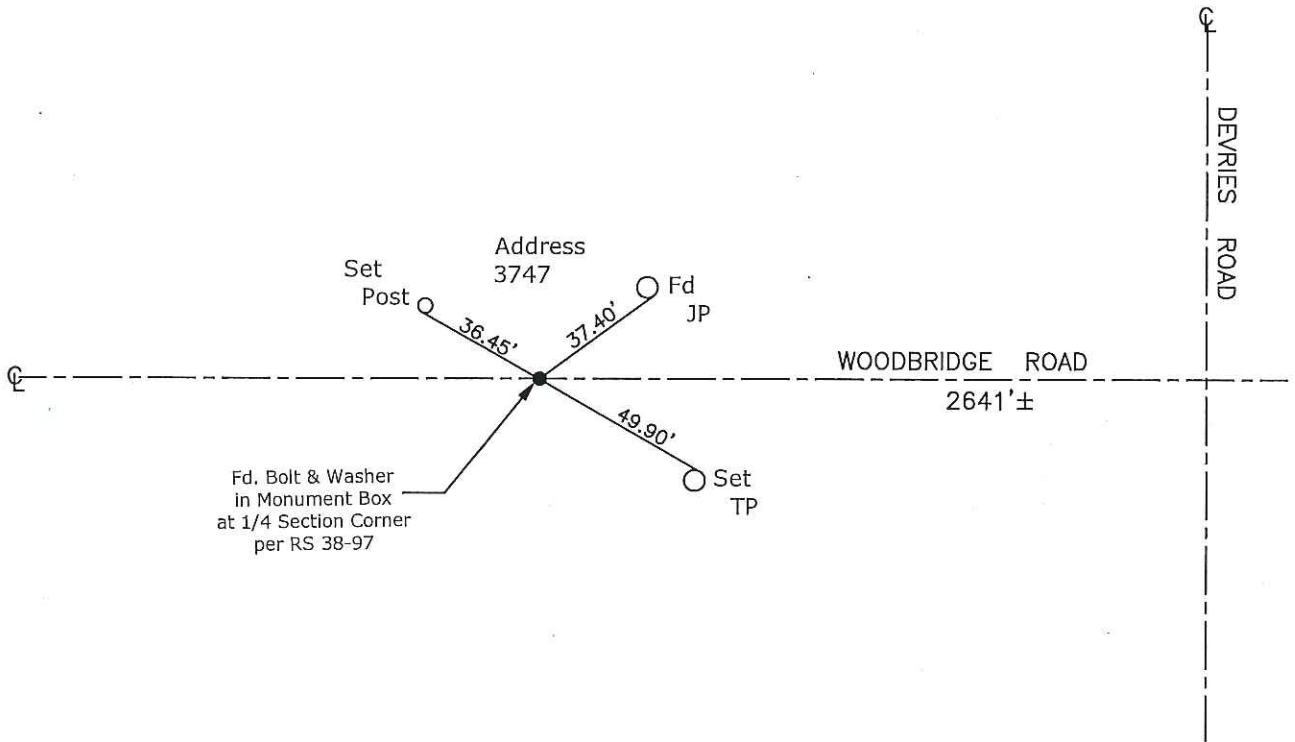 ℄
DEVRIES ROAD
Address
3747
Set
Post
Fd
JP
36.45'
37.40'
WOODBRIDGE ROAD
℄
2641'±
49.90'
Set
TP
Fd. Bolt & Washer
in Monument Box
at 1/4 Section Corner
per RS 38-97